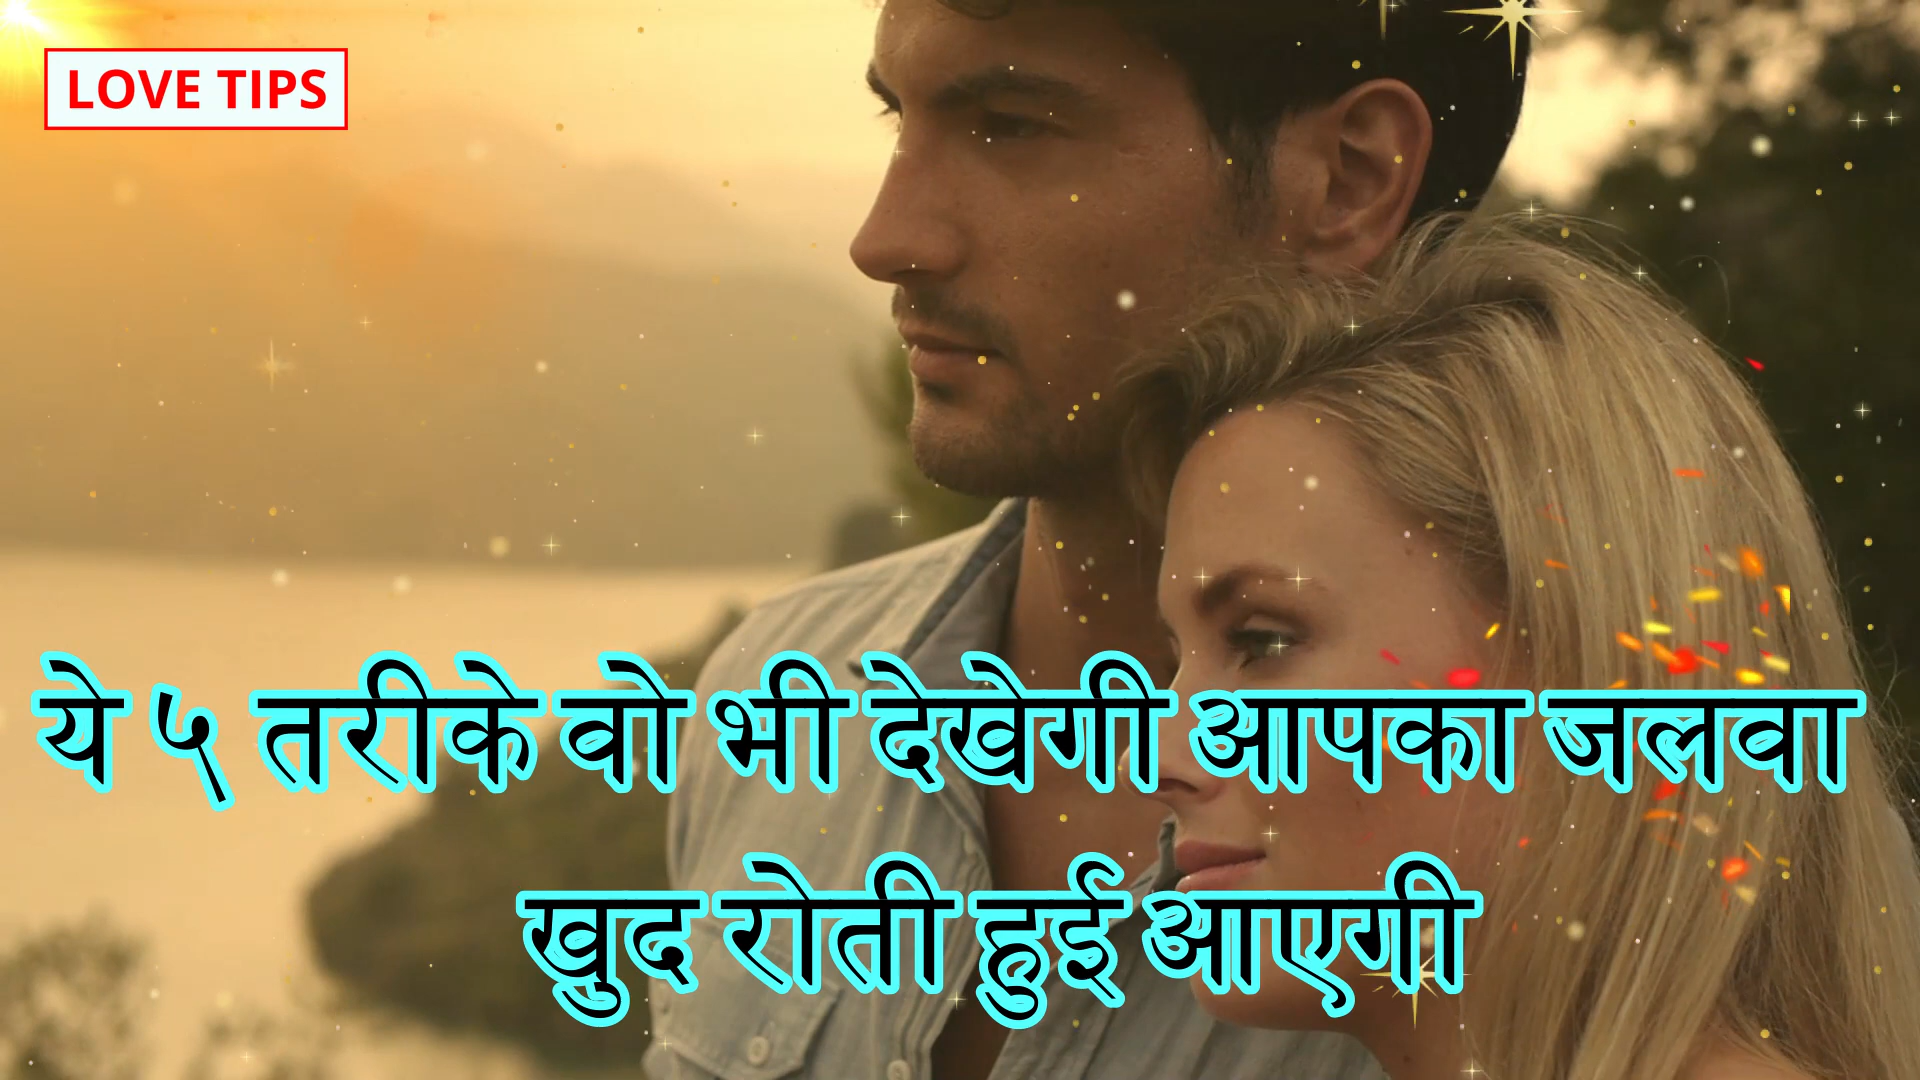 LOVE TIPS
ये ५ तरीके वो भी देखेगी आपका जलवा
खुद रोती हुई आएगी